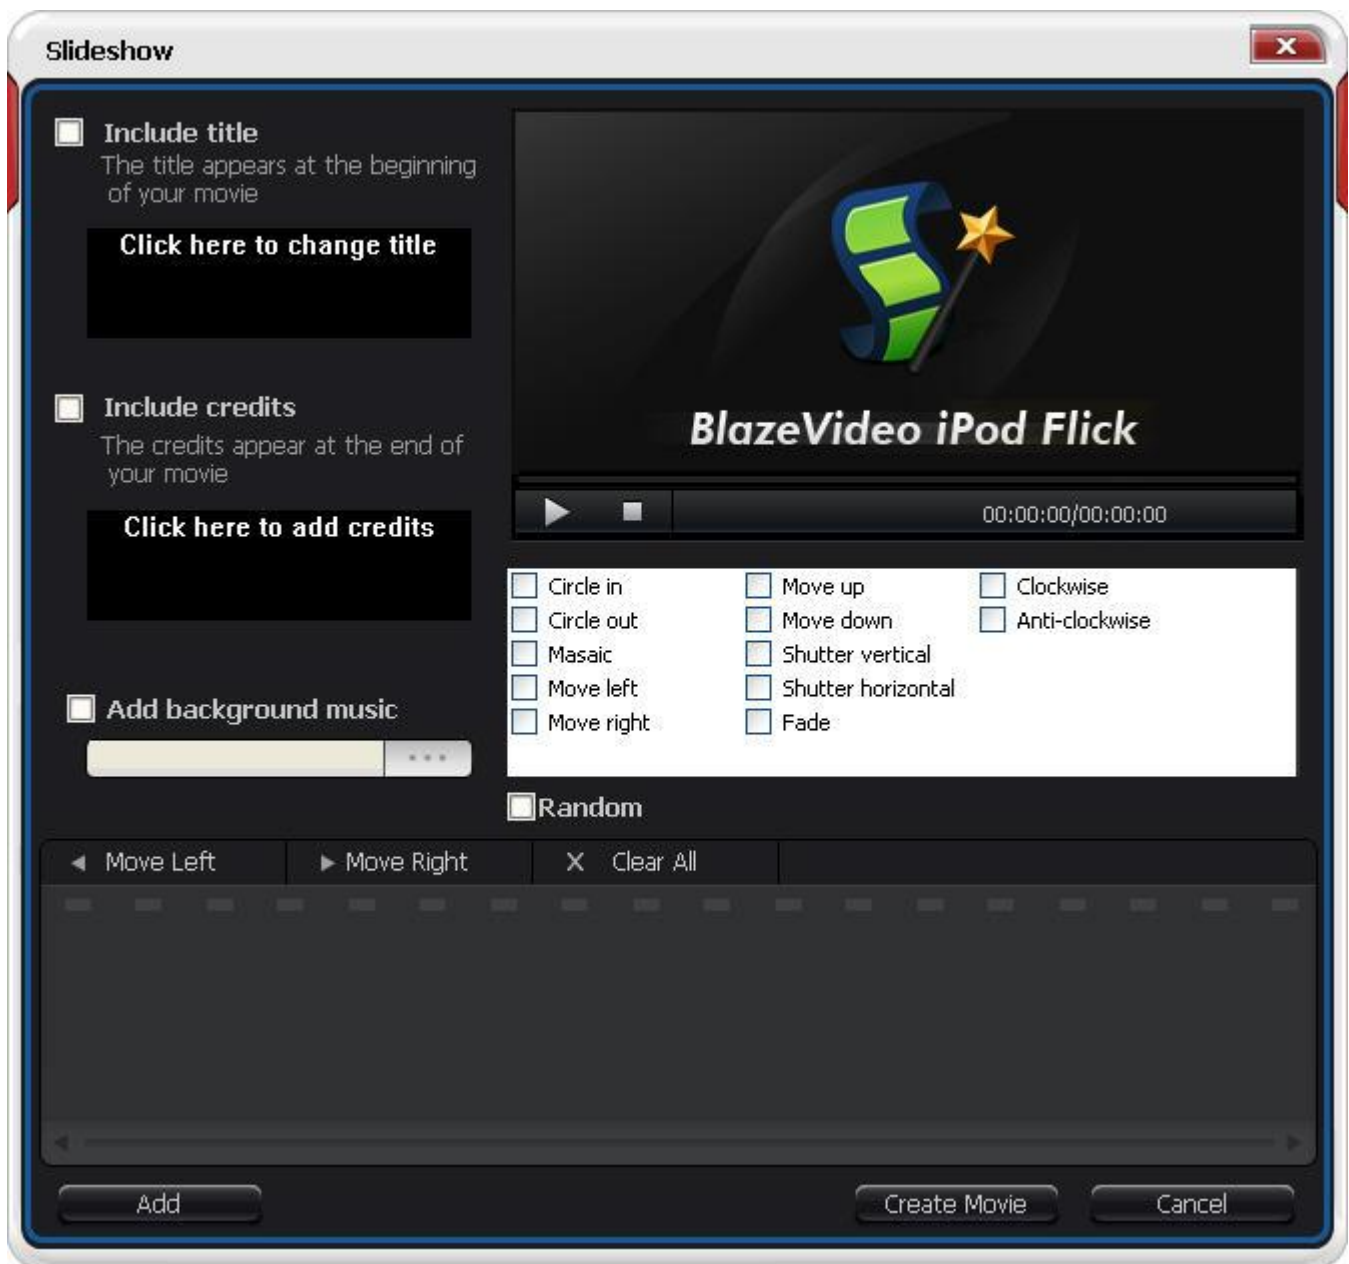 Slideshow
Include title
The title appears at the beginning
of your movie
Click here to change title
Include credits
The credits appear at the end of
your movie
Click here to add credits
Add background music
...
BlazeVideo iPod Flick
00:00:00/00:00:00
Circle in
Circle out
Masaic
Move left
Move right
Move up
Move down
Shutter vertical
Shutter horizontal
Fade
Clockwise
Anti-clockwise
Random
Move Left
Move Right
X Clear All
Add
Create Movie
Cancel